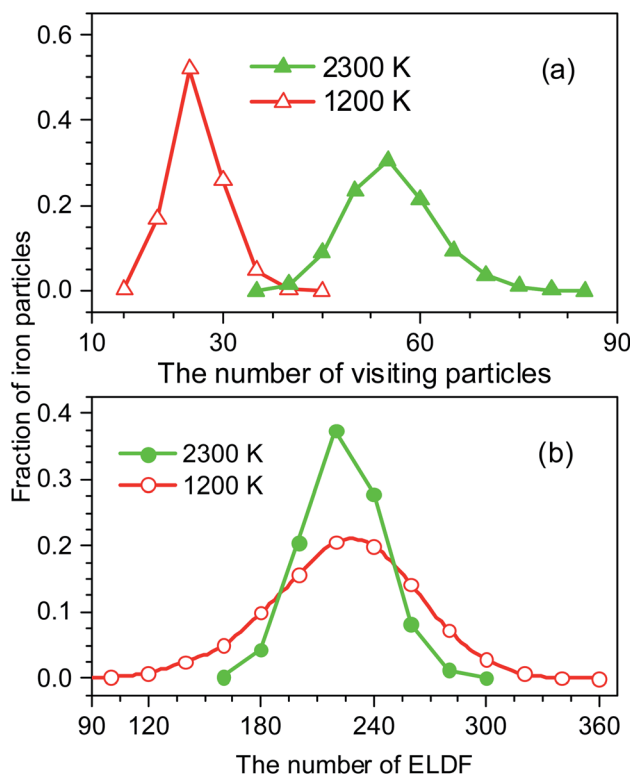 Fraction of iron particles
0.6
0.4
0.2
0.0
2300 K
1200 K
(a)
10 30 60 90
The number of visiting particles
0.4
0.3
0.2
0.1
0.0
2300 K
1200 K
(b)
90 120 180 240 300 360
The number of ELDF